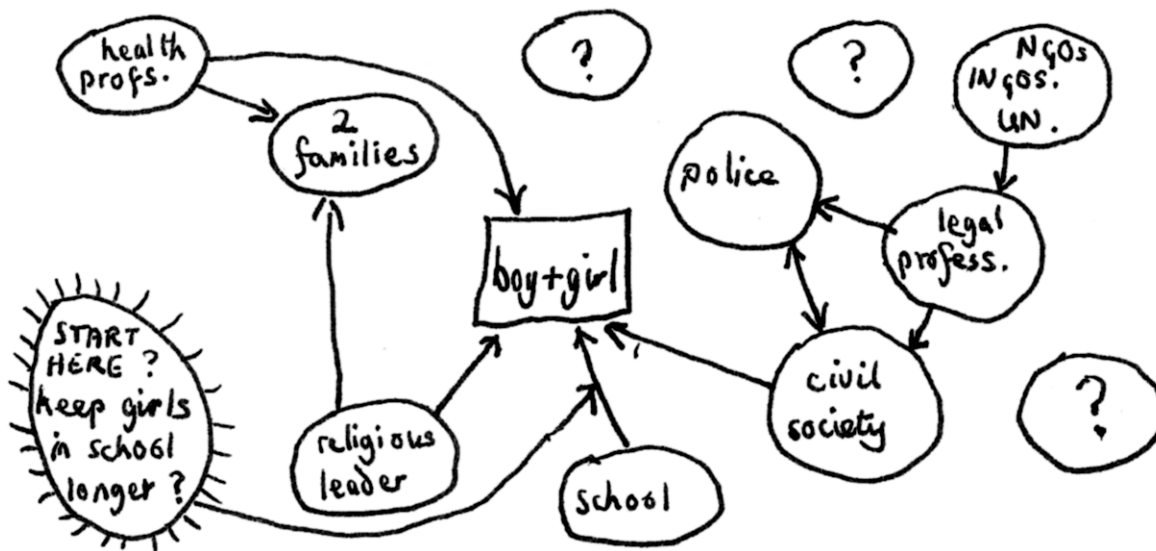 health
profs.
?
?
NGOs
INGOs.
UN.
2
families
police
legal
profess.
boy+girl
START
HERE ?
keep girls
in school
longer ?
religious
leader
school
civil
society
?